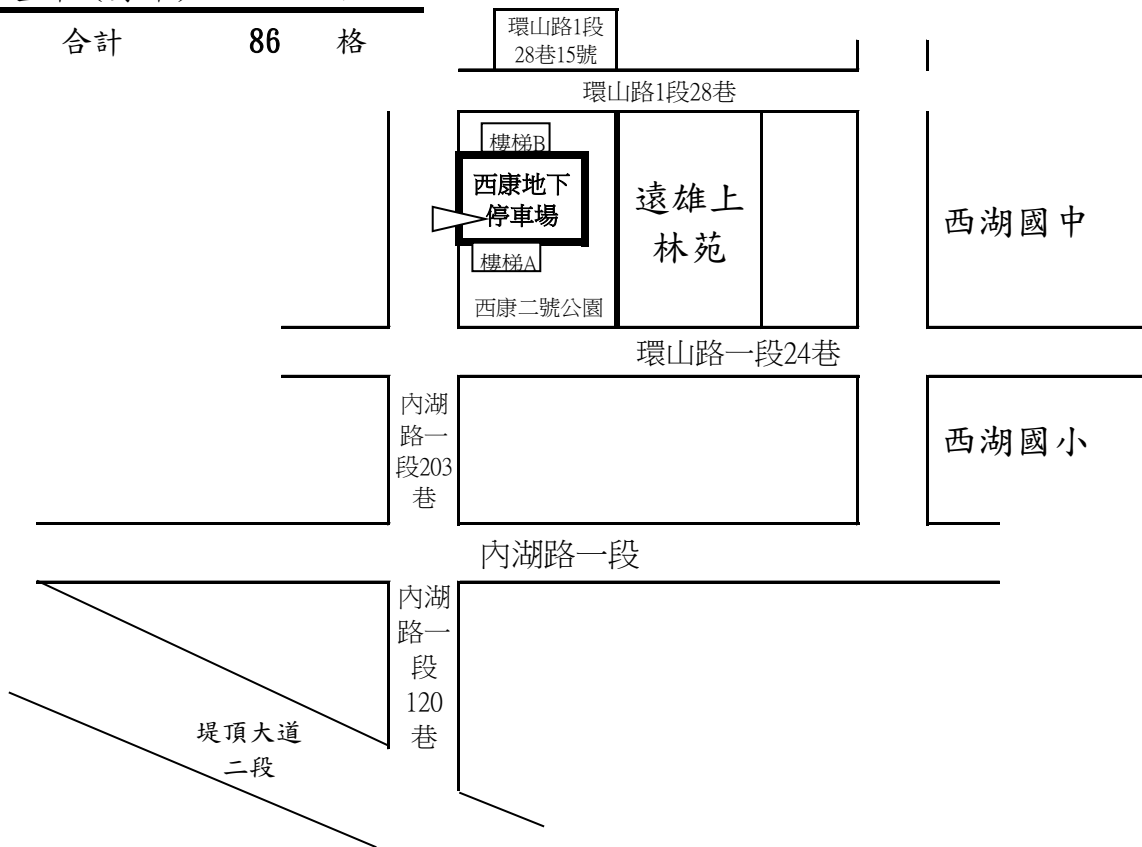 合計 86 格
環山路1段
28巷15號
環山路1段28巷
樓梯B
西康地下
停車場
樓梯A
西康二號公園
遠雄上
林苑
西湖國中
環山路一段24巷
內湖
路一
段203
巷
西湖國小
內湖路一段
內湖
路一
段
120
巷
堤頂大道
二段